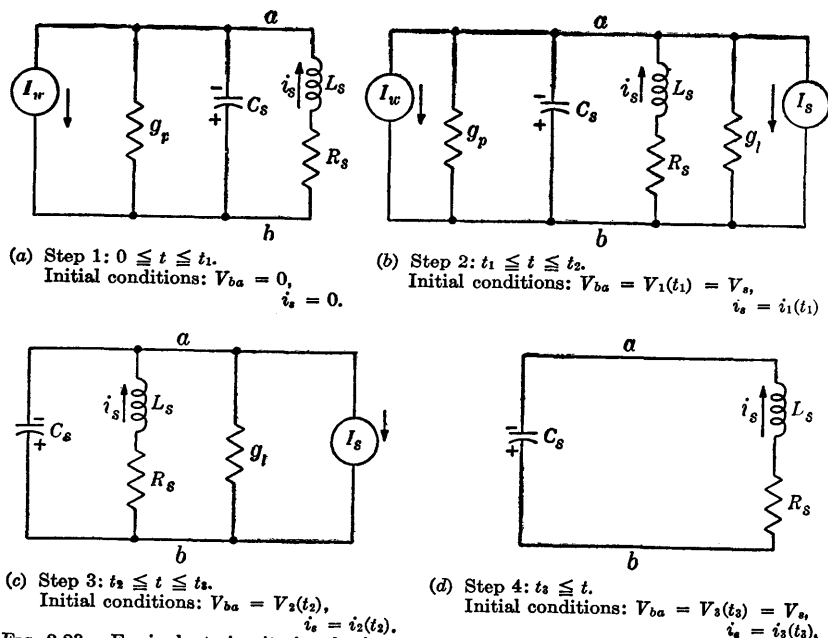 a
I_w
g_p
C_s
i_s
L_s
R_s
b
(a) Step 1: 0 ≦ t ≦ t₁.
Initial conditions: V_ba = 0,
i_s = 0.
a
I_w
g_p
C_s
i_s
L_s
R_s
g_l
I_s
b
(b) Step 2: t₁ ≦ t ≦ t₂.
Initial conditions: V_ba = V₁(t₁) = V_s,
i_s = i₁(t₁)
a
C_s
i_s
L_s
R_s
g_l
I_s
b
(c) Step 3: t₂ ≦ t ≦ t₃.
Initial conditions: V_ba = V₂(t₂),
i_s = i₂(t₂).
a
C_s
i_s
L_s
R_s
b
(d) Step 4: t₃ ≦ t.
Initial conditions: V_ba = V₃(t₃) = V_s,
i_s = i₃(t₃).